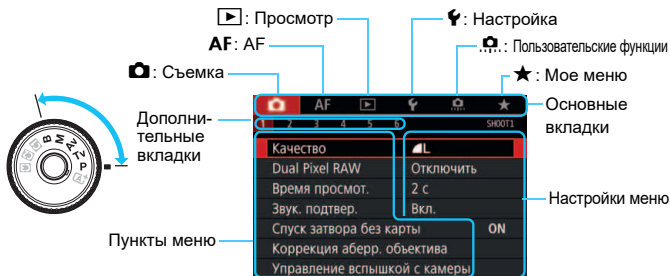 : Просмотр
: Настройка
AF: AF
: Пользовательские функции
: Съемка
★: Мое меню
Дополни-
тельные
вкладки
AF
★
Основные
вкладки
1 2 3 4 5 6 SHOOT1
Качество L
Dual Pixel RAW Отключить
Время просмот. 2 с
Звук. подтвер. Вкл.
Спуск затвора без карты ON
Коррекция аберр. объектива
Управление вспышкой с камеры
Настройки меню
Пункты меню
B M Av Tv P A+